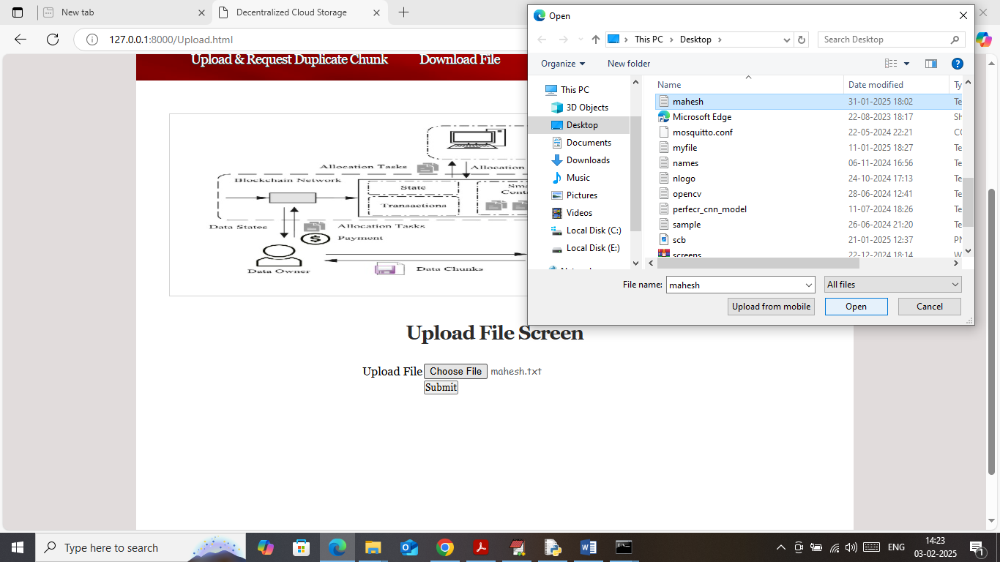 New tab
Decentralized Cloud Storage
127.0.0.1:8000/Upload.html
Upload & Request Duplicate Chunk
Download File
Allocation Tasks
Allocation
Blockchain Network
State
Transactions
Data States
Allocation Tasks
Payment
Data Owner
Data Chunks
Upload File Screen
Upload File
Choose File
mahesh.txt
Submit
Open
This PC
Desktop
Search Desktop
Organize
New folder
This PC
3D Objects
Desktop
Documents
Downloads
Music
Pictures
Videos
Local Disk (C:)
Local Disk (E:)
Name Date modified Ty
mahesh 31-01-2025 18:02 Te
Microsoft Edge 22-08-2023 18:17 Sh
mosquitto.conf 22-05-2024 22:21 CO
myfile 11-01-2025 18:27 Te
names 06-11-2024 16:56 Te
nlogo 24-10-2024 17:13 Te
opencv 28-06-2024 12:41 Te
perfecr_cnn_model 11-07-2024 18:26 Te
sample 26-06-2024 21:20 Te
scb 21-01-2025 12:37 PN
screens 22-12-2024 18:14 W
File name: mahesh
All files
Upload from mobile
Open
Cancel
Type here to search
ENG
14:23
03-02-2025
1